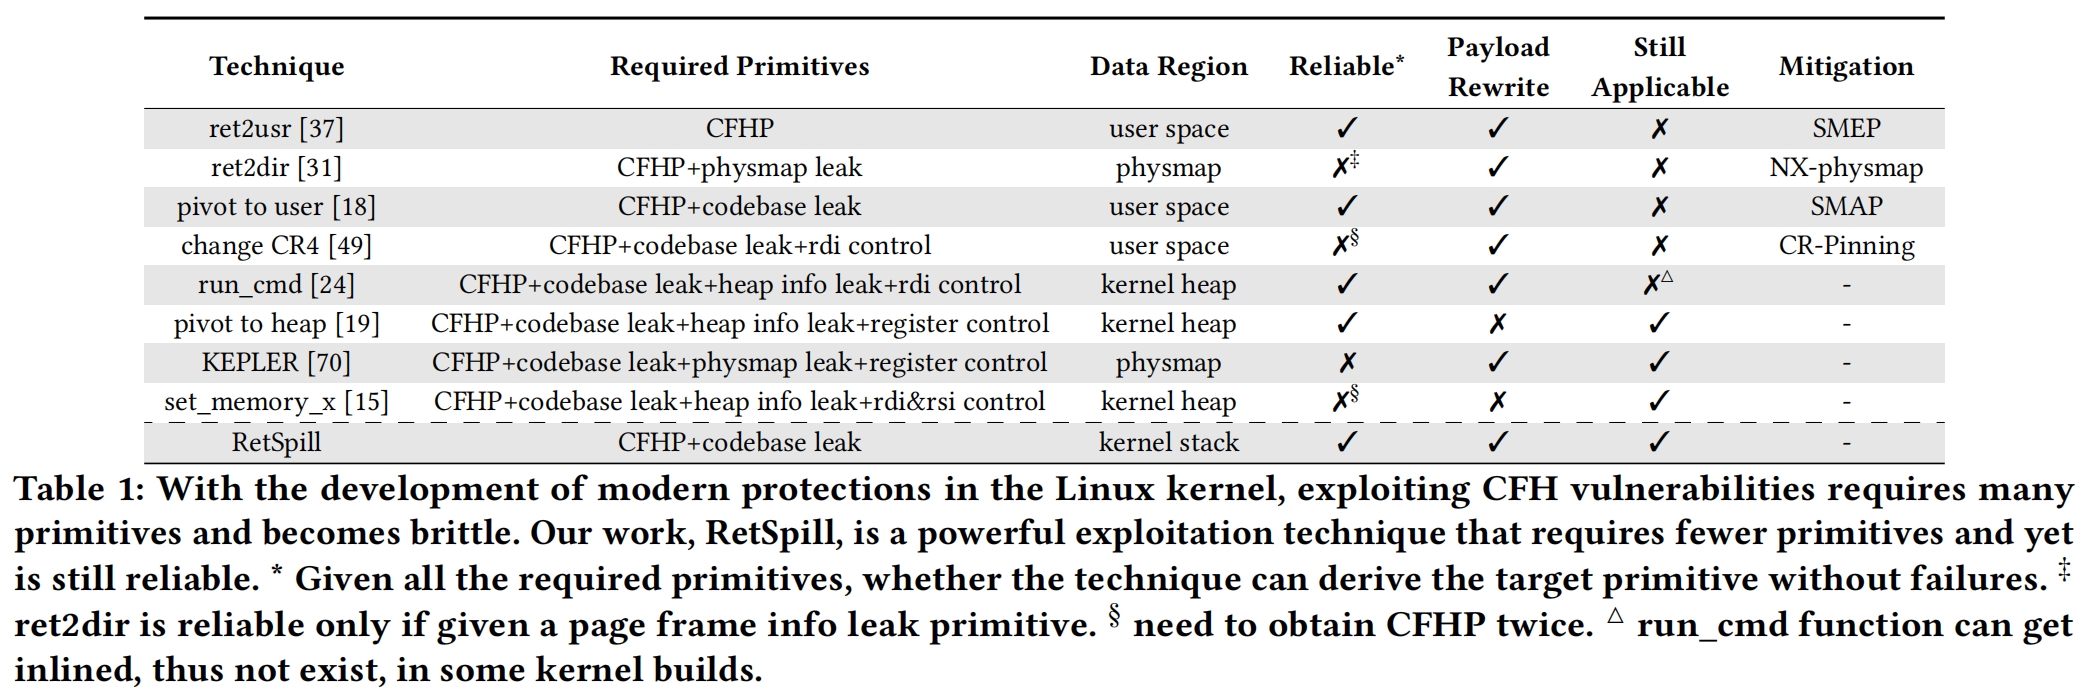 Technique Required Primitives Data Region Reliable* Payload Rewrite Still Applicable Mitigation
ret2usr [37] CFHP user space ✓ ✓ ✗ SMEP
ret2dir [31] CFHP+physmap leak physmap ✗‡ ✓ ✗ NX-physmap
pivot to user [18] CFHP+codebase leak user space ✓ ✓ ✗ SMAP
change CR4 [49] CFHP+codebase leak+rdi control user space ✗§ ✓ ✗ CR-Pinning
run_cmd [24] CFHP+codebase leak+heap info leak+rdi control kernel heap ✓ ✓ ✗△ -
pivot to heap [19] CFHP+codebase leak+heap info leak+register control kernel heap ✓ ✗ ✓ -
KEPLER [70] CFHP+codebase leak+physmap leak+register control physmap ✗ ✓ ✓ -
set_memory_x [15] CFHP+codebase leak+heap info leak+rdi&rsi control kernel heap ✗§ ✗ ✓ -
RetSpill CFHP+codebase leak kernel stack ✓ ✓ ✓ -
Table 1: With the development of modern protections in the Linux kernel, exploiting CFH vulnerabilities requires many
primitives and becomes brittle. Our work, RetSpill, is a powerful exploitation technique that requires fewer primitives and yet
is still reliable. * Given all the required primitives, whether the technique can derive the target primitive without failures. ‡
ret2dir is reliable only if given a page frame info leak primitive. § need to obtain CFHP twice. △ run_cmd function can get
inlined, thus not exist, in some kernel builds.